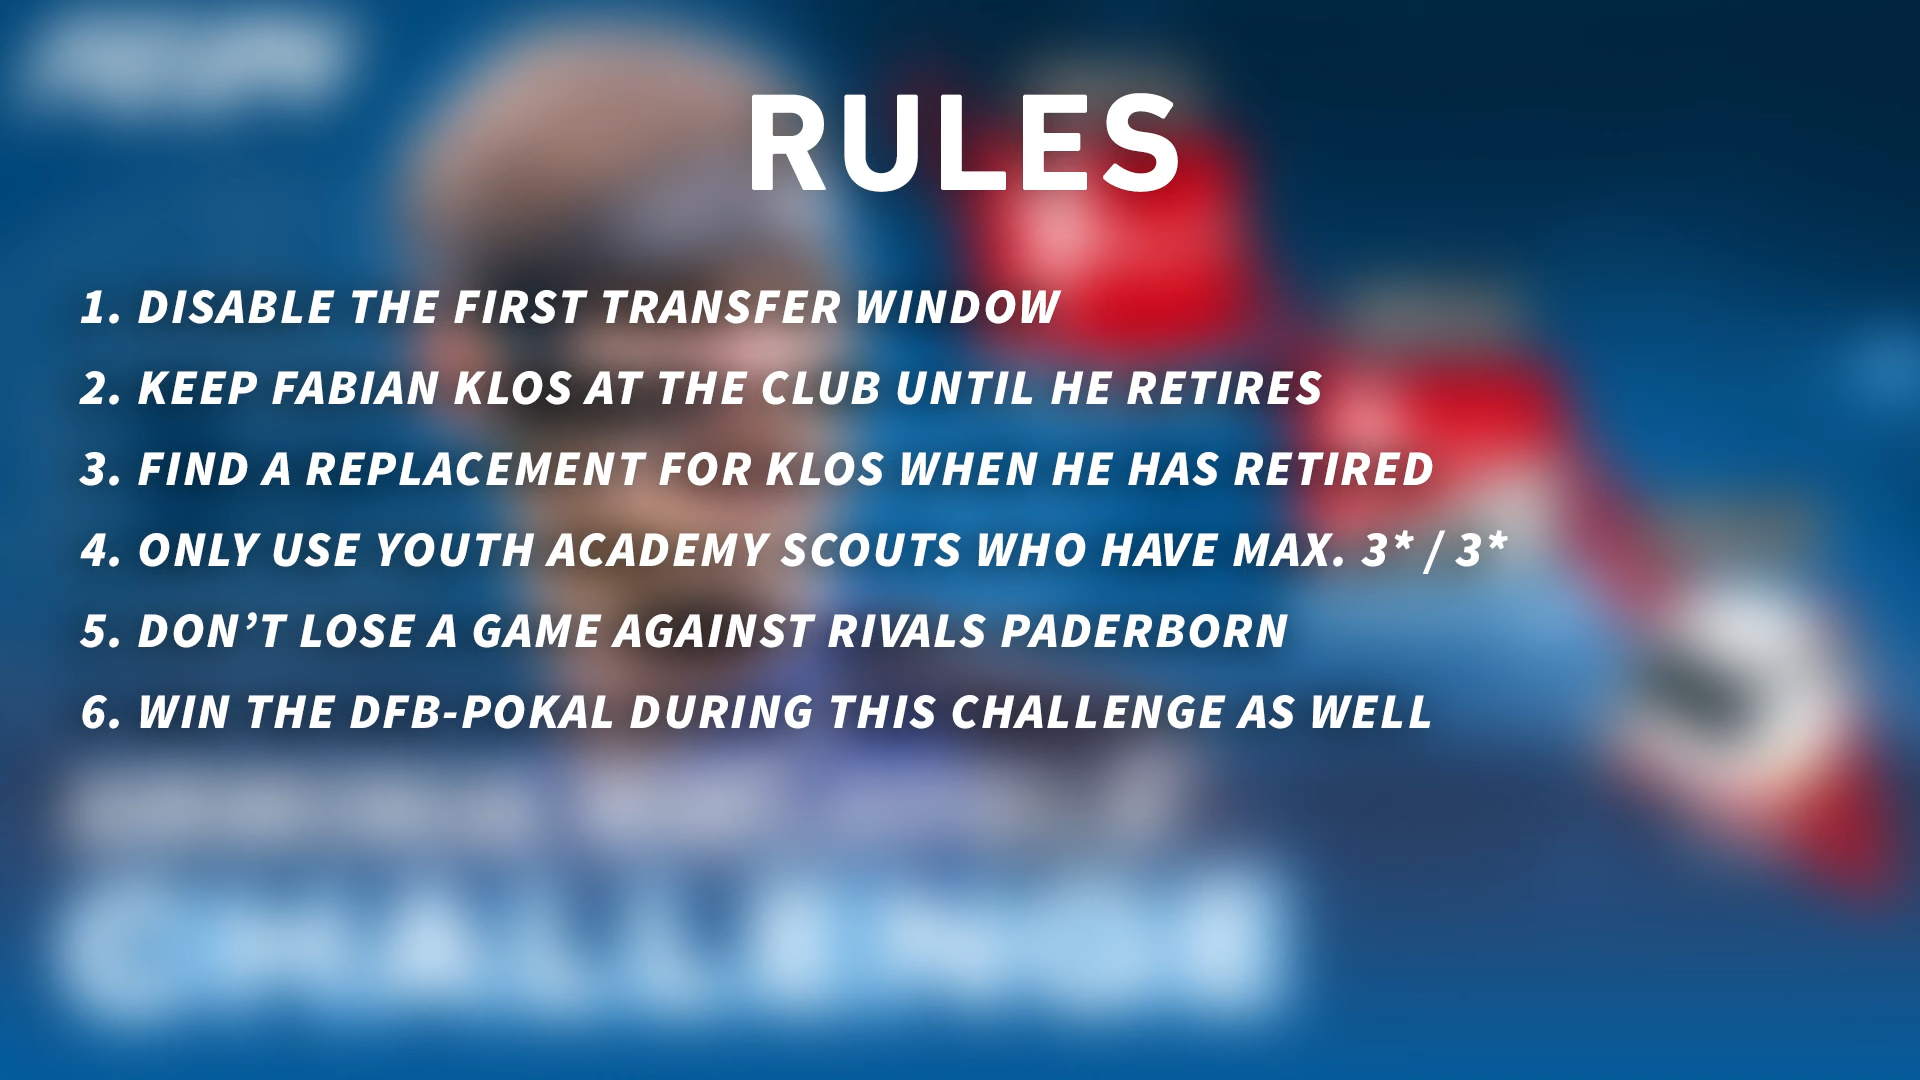 RULES
1. DISABLE THE FIRST TRANSFER WINDOW
2. KEEP FABIAN KLOS AT THE CLUB UNTIL HE RETIRES
3. FIND A REPLACEMENT FOR KLOS WHEN HE HAS RETIRED
4. ONLY USE YOUTH ACADEMY SCOUTS WHO HAVE MAX. 3* / 3*
5. DON’T LOSE A GAME AGAINST RIVALS PADERBORN
6. WIN THE DFB-POKAL DURING THIS CHALLENGE AS WELL
CHALLENGE